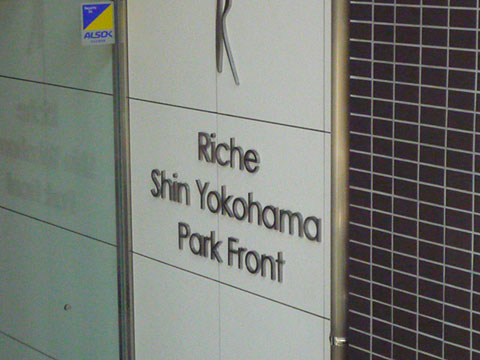 ALSOK
R
Riche
Shin Yokohama
Park Front